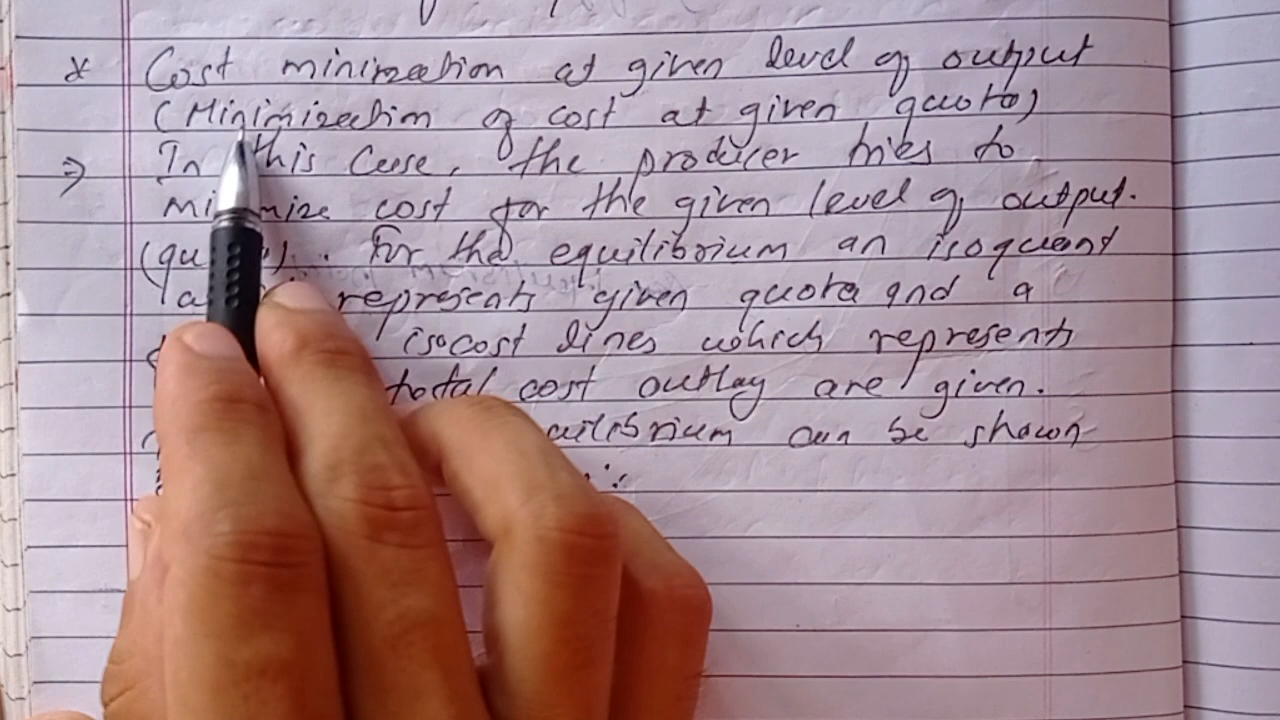 * Cost minimization at given level of output
(Minimization of cost at given quota)
⇒ In this case, the producer tries to
cost for the given level of output.
For the equilibrium an isoquant
represents given quota and a
isocost lines which represents
total cost outlay are given.
can be shown